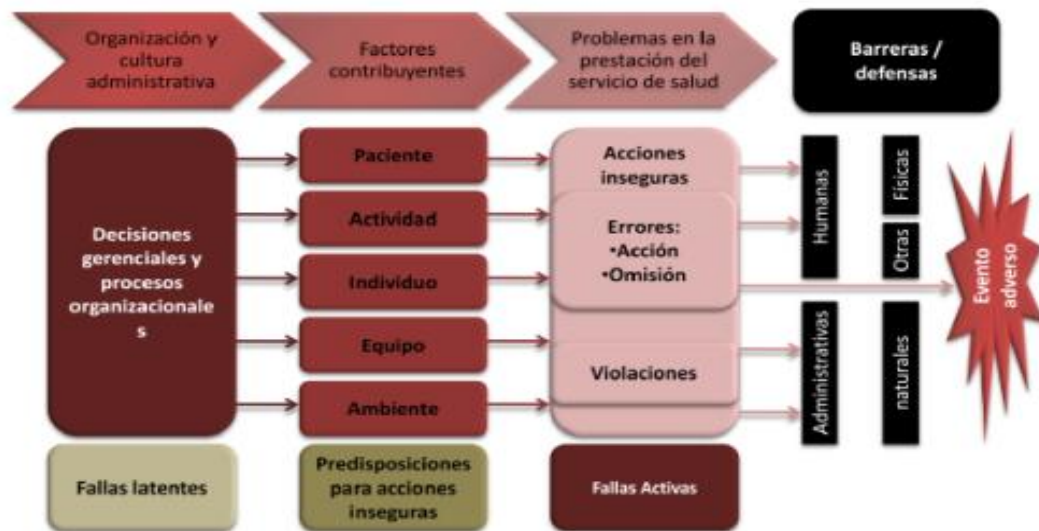 Organización y
cultura
administrativa
Factores
contribuyentes
Problemas en la
prestación del
servicio de salud
Barreras /
defensas
Decisiones
gerenciales y
procesos
organizacionale
s
Paciente
Actividad
Individuo
Equipo
Ambiente
Acciones
inseguras
Errores:
•Acción
•Omisión
Violaciones
Humanas
Físicas
Otras
Administrativas
naturales
Evento
adverso
Fallas latentes
Predisposiciones
para acciones
inseguras
Fallas Activas